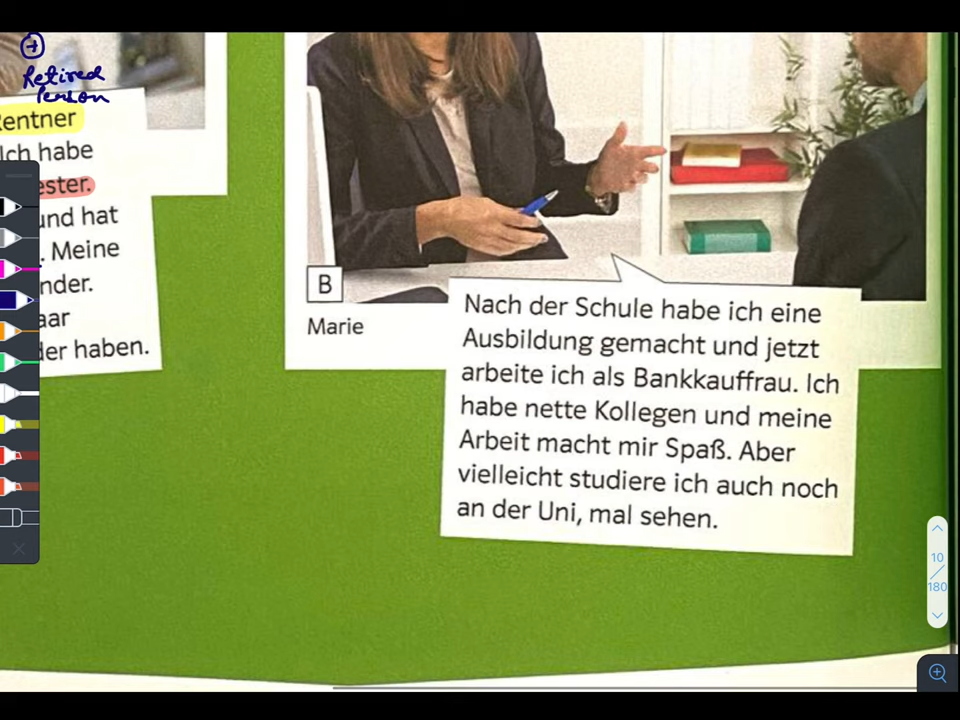 +
Retired
Person
Rentner
Ich habe
ester.
und hat
. Meine
nder.
aar
der haben.
B
Marie
Nach der Schule habe ich eine
Ausbildung gemacht und jetzt
arbeite ich als Bankkauffrau. Ich
habe nette Kollegen und meine
Arbeit macht mir Spaß. Aber
vielleicht studiere ich auch noch
an der Uni, mal sehen.
10
/
180